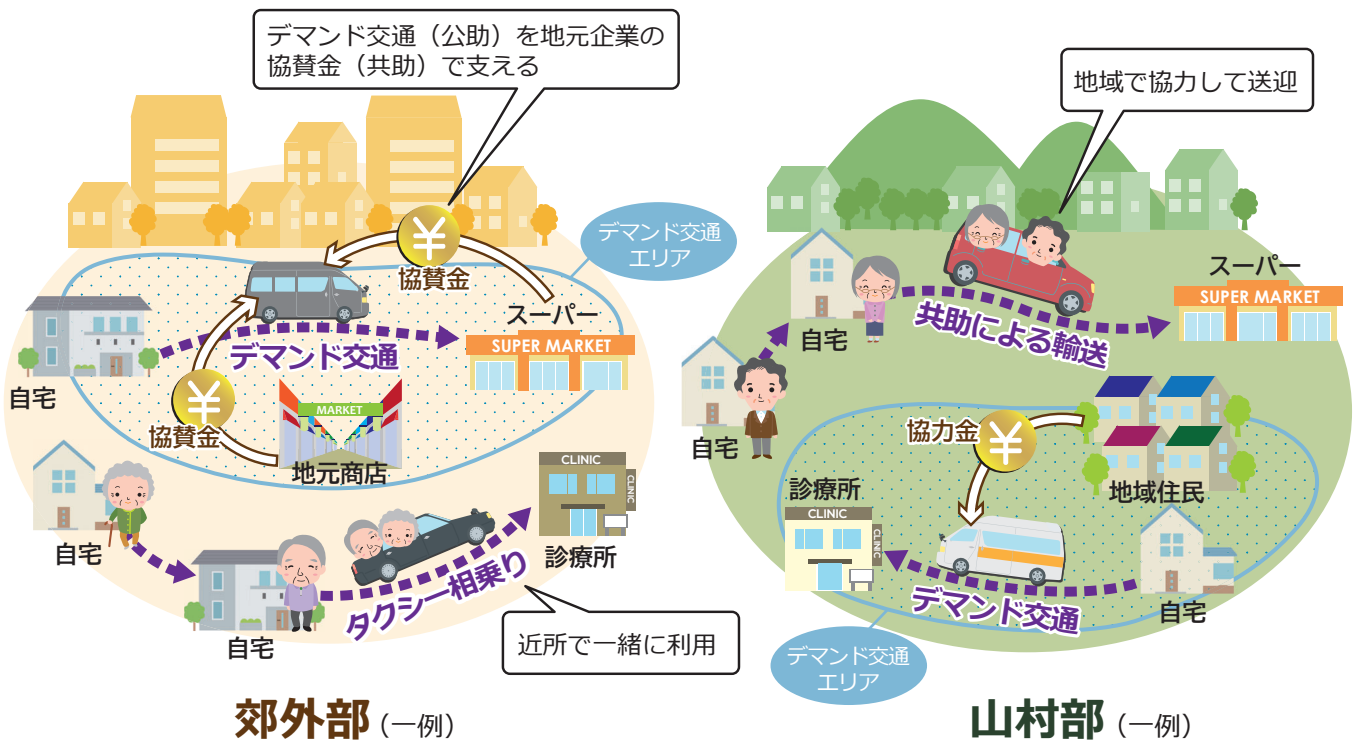 デマンド交通（公助）を地元企業の
協賛金（共助）で支える
デマンド交通
エリア
協賛金
スーパー
SUPER MARKET
デマンド交通
自宅
協賛金
MARKET
地元商店
自宅
CLINIC
CLINIC
診療所
タクシー相乗り
自宅
近所で一緒に利用
郊外部（一例）
地域で協力して送迎
スーパー
SUPER MARKET
共助による輸送
自宅
自宅
協力金
地域住民
診療所
CLINIC
CLINIC
デマンド交通
自宅
デマンド交通
エリア
山村部（一例）